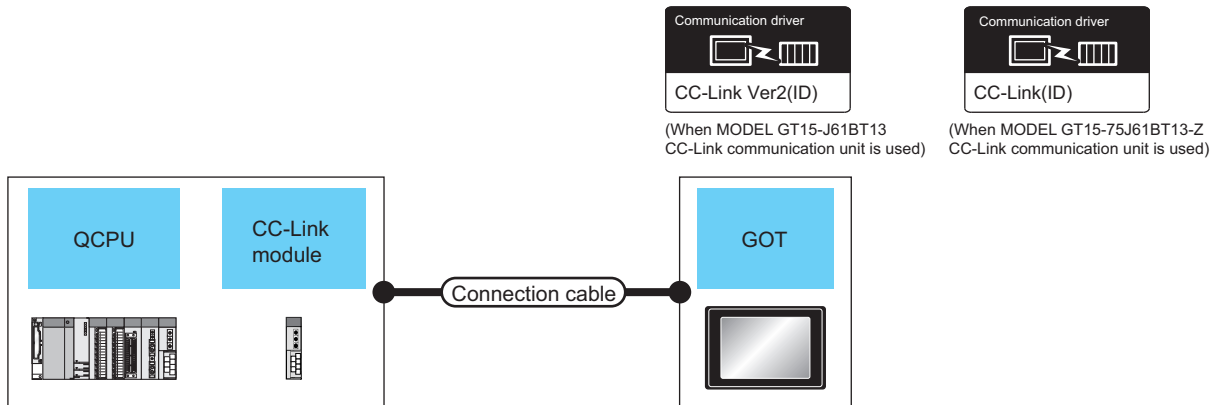 Communication driver
CC-Link Ver2(ID)
(When MODEL GT15-J61BT13
CC-Link communication unit is used)
Communication driver
CC-Link(ID)
(When MODEL GT15-75J61BT13-Z
CC-Link communication unit is used)
QCPU
CC-Link
module
Connection cable
GOT